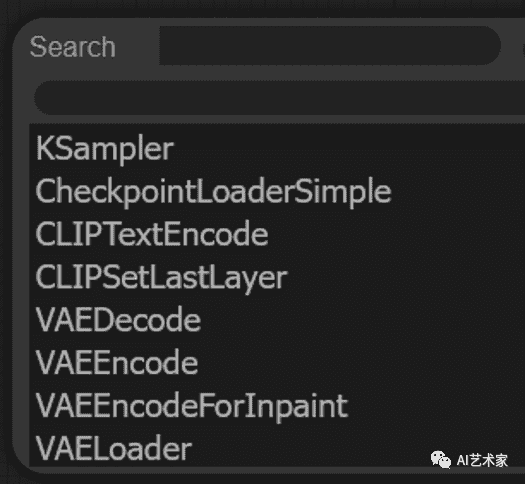 Search
KSampler
CheckpointLoaderSimple
CLIPTextEncode
CLIPSetLastLayer
VAEDecode
VAEEncode
VAEEncodeForInpaint
VAELoader
AI艺术家